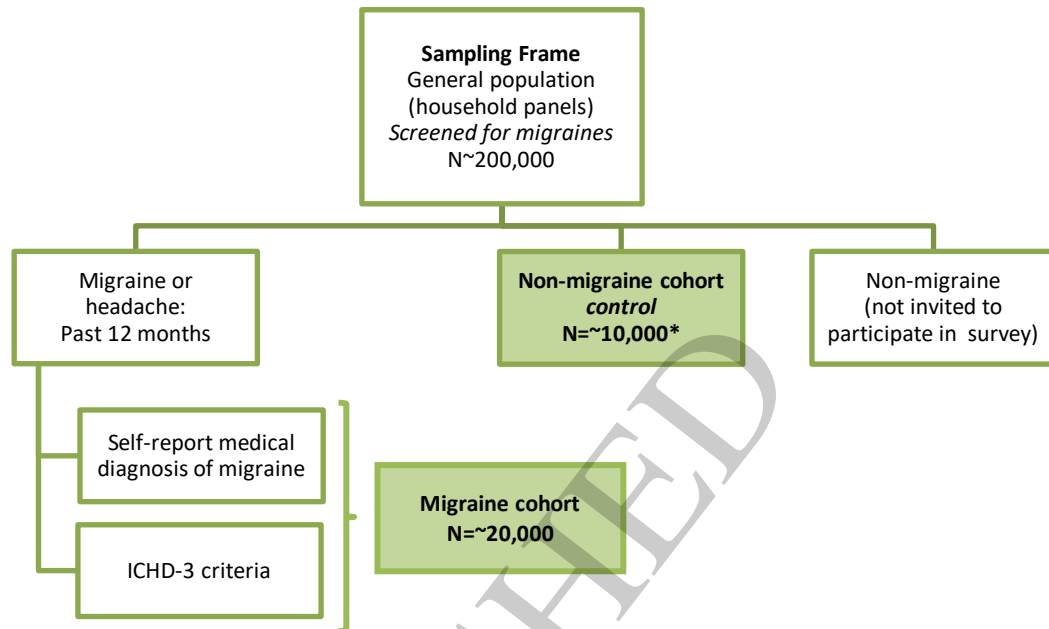 Sampling Frame
General population
(household panels)
Screened for migraines
N~200,000
Migraine or
headache:
Past 12 months
Non-migraine cohort
control
N=~10,000*
Non-migraine
(not invited to
participate in survey)
Self-report medical
diagnosis of migraine
ICHD-3 criteria
Migraine cohort
N=~20,000
HED